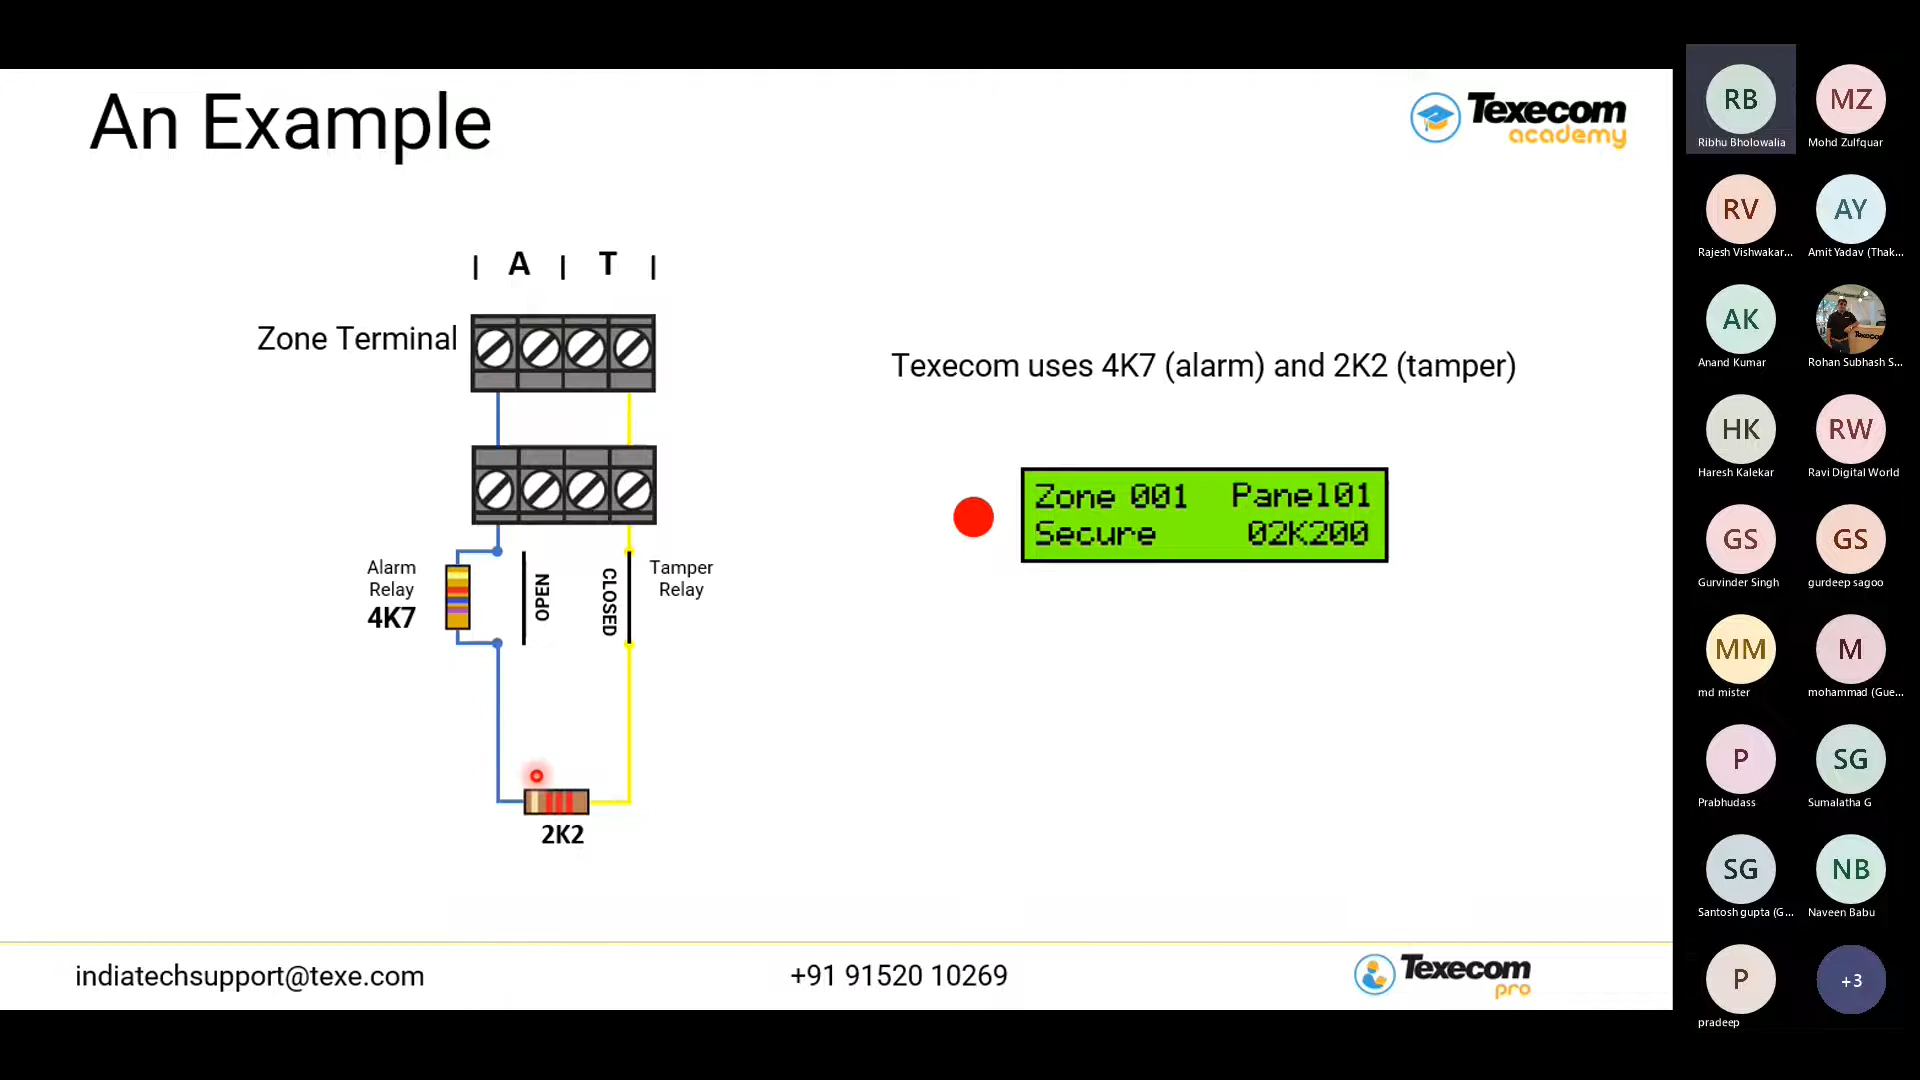 An Example
Texecom
academy
A T
Zone Terminal
Texecom uses 4K7 (alarm) and 2K2 (tamper)
Zone 001 Panel01
Secure 02K200
Alarm
Relay
4K7
OPEN
CLOSED
Tamper
Relay
2K2
indiatechsupport@texe.com
+91 91520 10269
Texecom
pro
RB
Ribhu Bholowalia
MZ
Mohd Zulfquar
RV
Rajesh Vishwakar...
AY
Amit Yadav (Thak...
AK
Anand Kumar
Rohan Subhash S...
HK
Haresh Kalekar
RW
Ravi Digital World
GS
Gurvinder Singh
GS
gurdeep sagoo
MM
md mister
M
mohammad (Gue...
P
Prabhudass
SG
Sumalatha G
SG
Santosh gupta (G...
NB
Naveen Babu
P
pradeep
+3